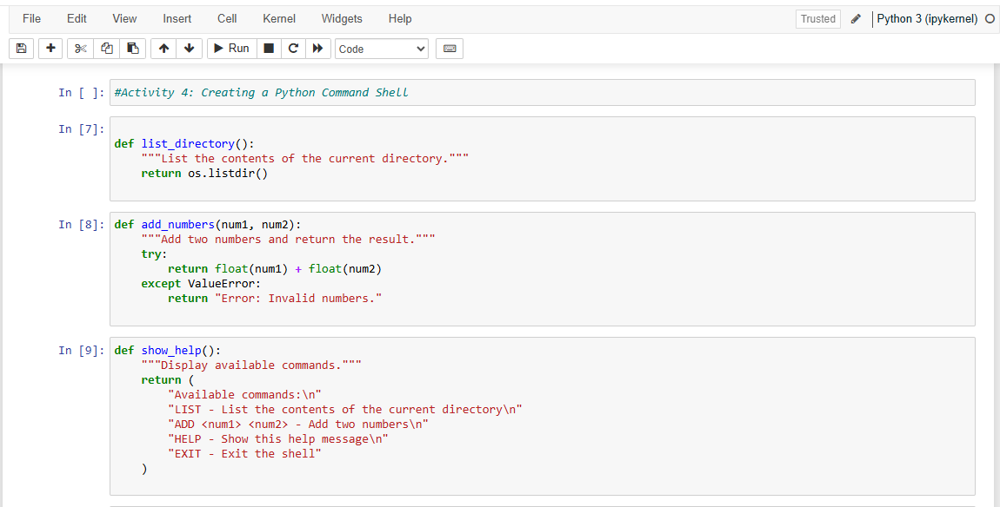 File Edit View Insert Cell Kernel Widgets Help Trusted Python 3 (ipykernel)
Run Code
In [ ]: #Activity 4: Creating a Python Command Shell
In [7]:
def list_directory():
    """List the contents of the current directory."""
    return os.listdir()
In [8]: def add_numbers(num1, num2):
    """Add two numbers and return the result."""
    try:
        return float(num1) + float(num2)
    except ValueError:
        return "Error: Invalid numbers."
In [9]: def show_help():
    """Display available commands."""
    return (
        "Available commands:\n"
        "LIST - List the contents of the current directory\n"
        "ADD <num1> <num2> - Add two numbers\n"
        "HELP - Show this help message\n"
        "EXIT - Exit the shell"
    )